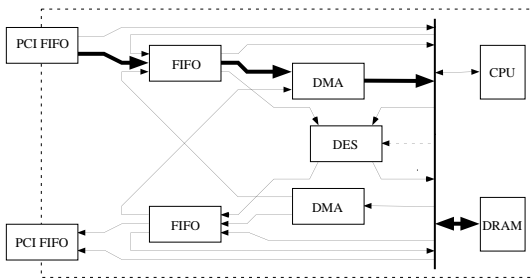 PCI FIFO
FIFO
DMA
CPU
DES
DMA
FIFO
DRAM
PCI FIFO